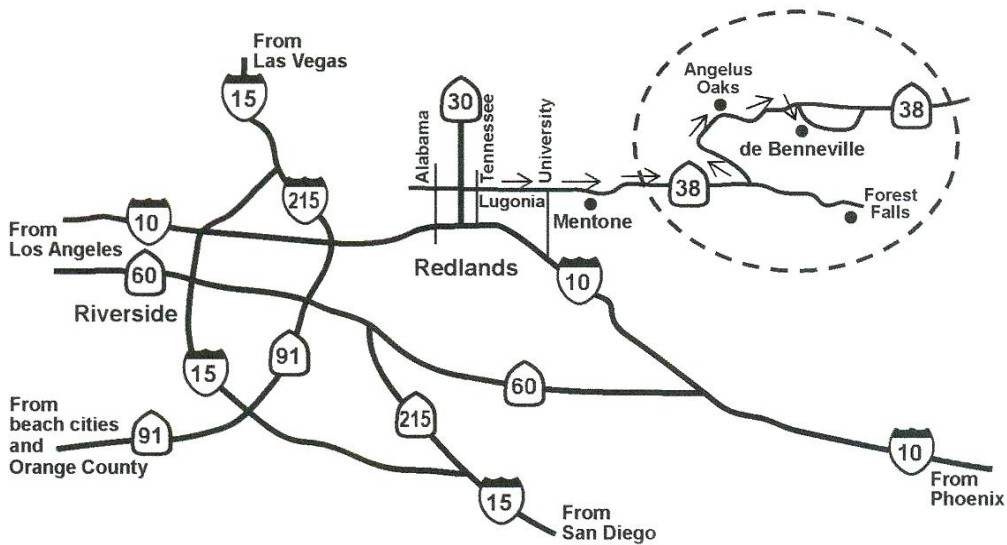 From
Las Vegas
15
30
Alabama
Tennessee
University
Angelus
Oaks
38
de Benneville
215
Lugonia
38
Mentone
Forest
Falls
10
From
Los Angeles
60
Redlands
10
Riverside
91
15
60
215
From
beach cities
and
Orange County
91
10
From
Phoenix
15
From
San Diego